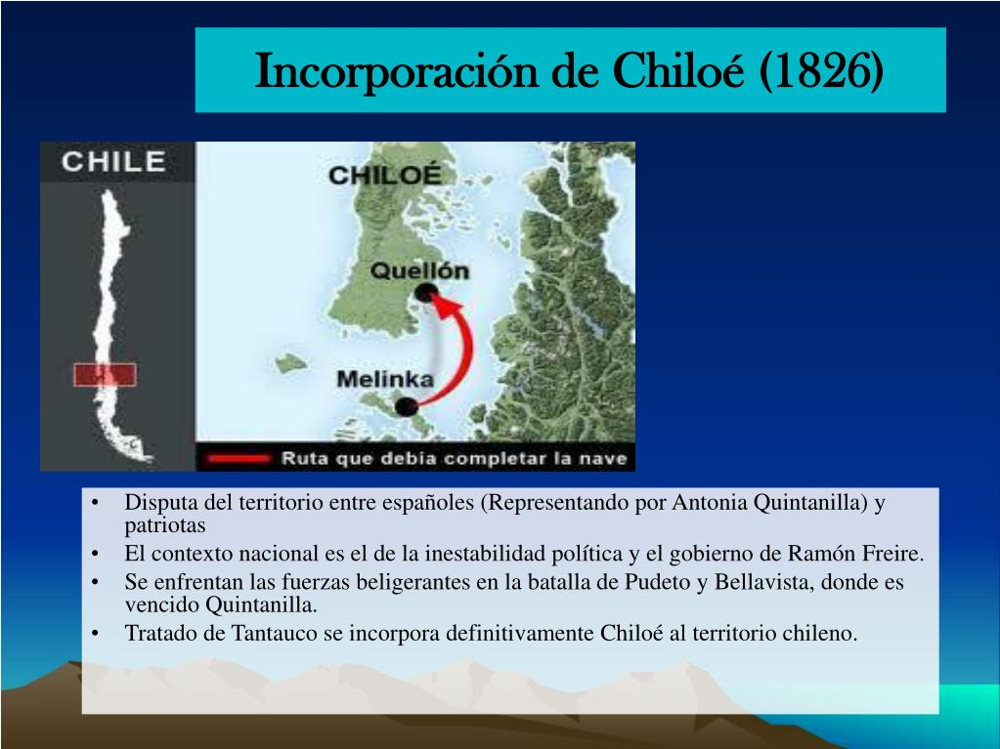 Incorporación de Chiloé (1826)
CHILE
CHILOÉ
Quellón
Melinka
Ruta que debia completar la nave
• Disputa del territorio entre españoles (Representando por Antonia Quintanilla) y
patriotas
• El contexto nacional es el de la inestabilidad política y el gobierno de Ramón Freire.
• Se enfrentan las fuerzas beligerantes en la batalla de Pudeto y Bellavista, donde es
vencido Quintanilla.
• Tratado de Tantauco se incorpora definitivamente Chiloé al territorio chileno.